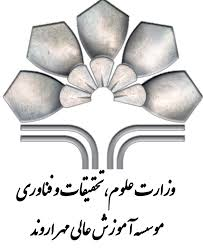 وزارت علوم، تحقیقات و فناوری
موسسه آموزش عالی مهر اروند